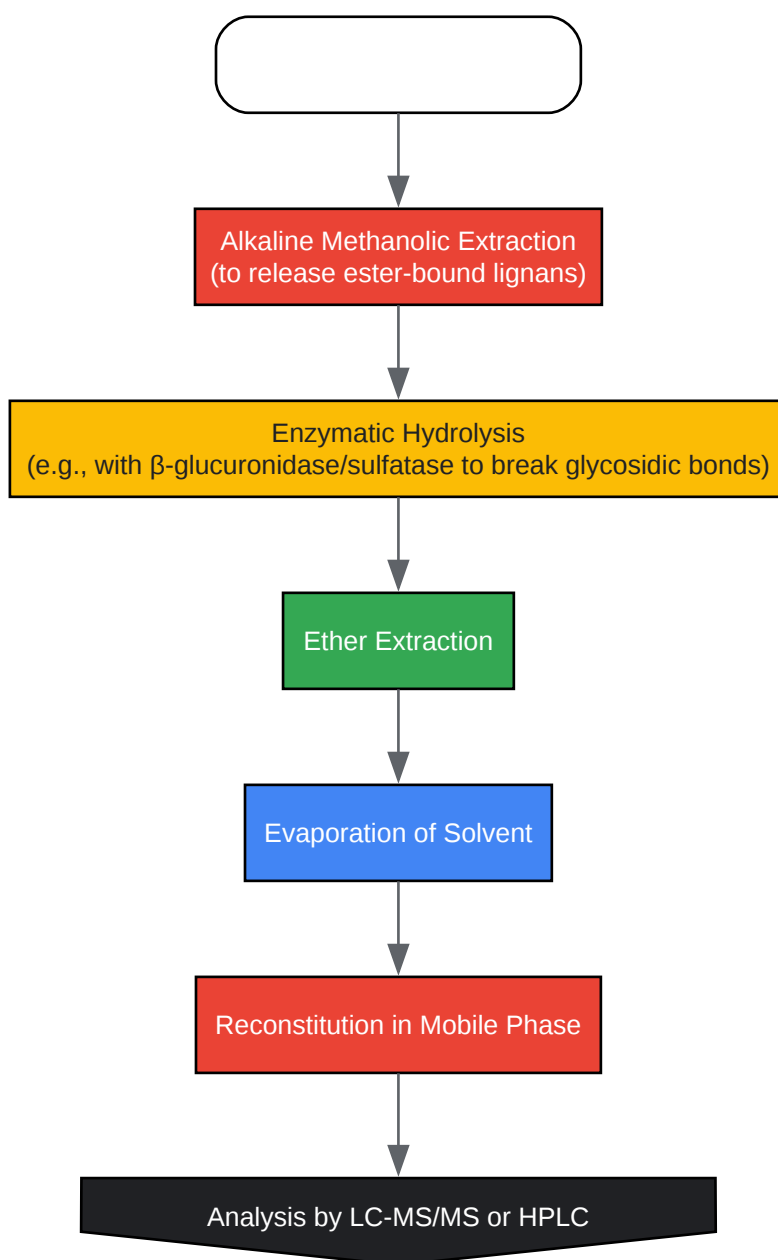 Alkaline Methanolic Extraction
(to release ester-bound lignans)
Enzymatic Hydrolysis
(e.g., with β-glucuronidase/sulfatase to break glycosidic bonds)
Ether Extraction
Evaporation of Solvent
Reconstitution in Mobile Phase
Analysis by LC-MS/MS or HPLC